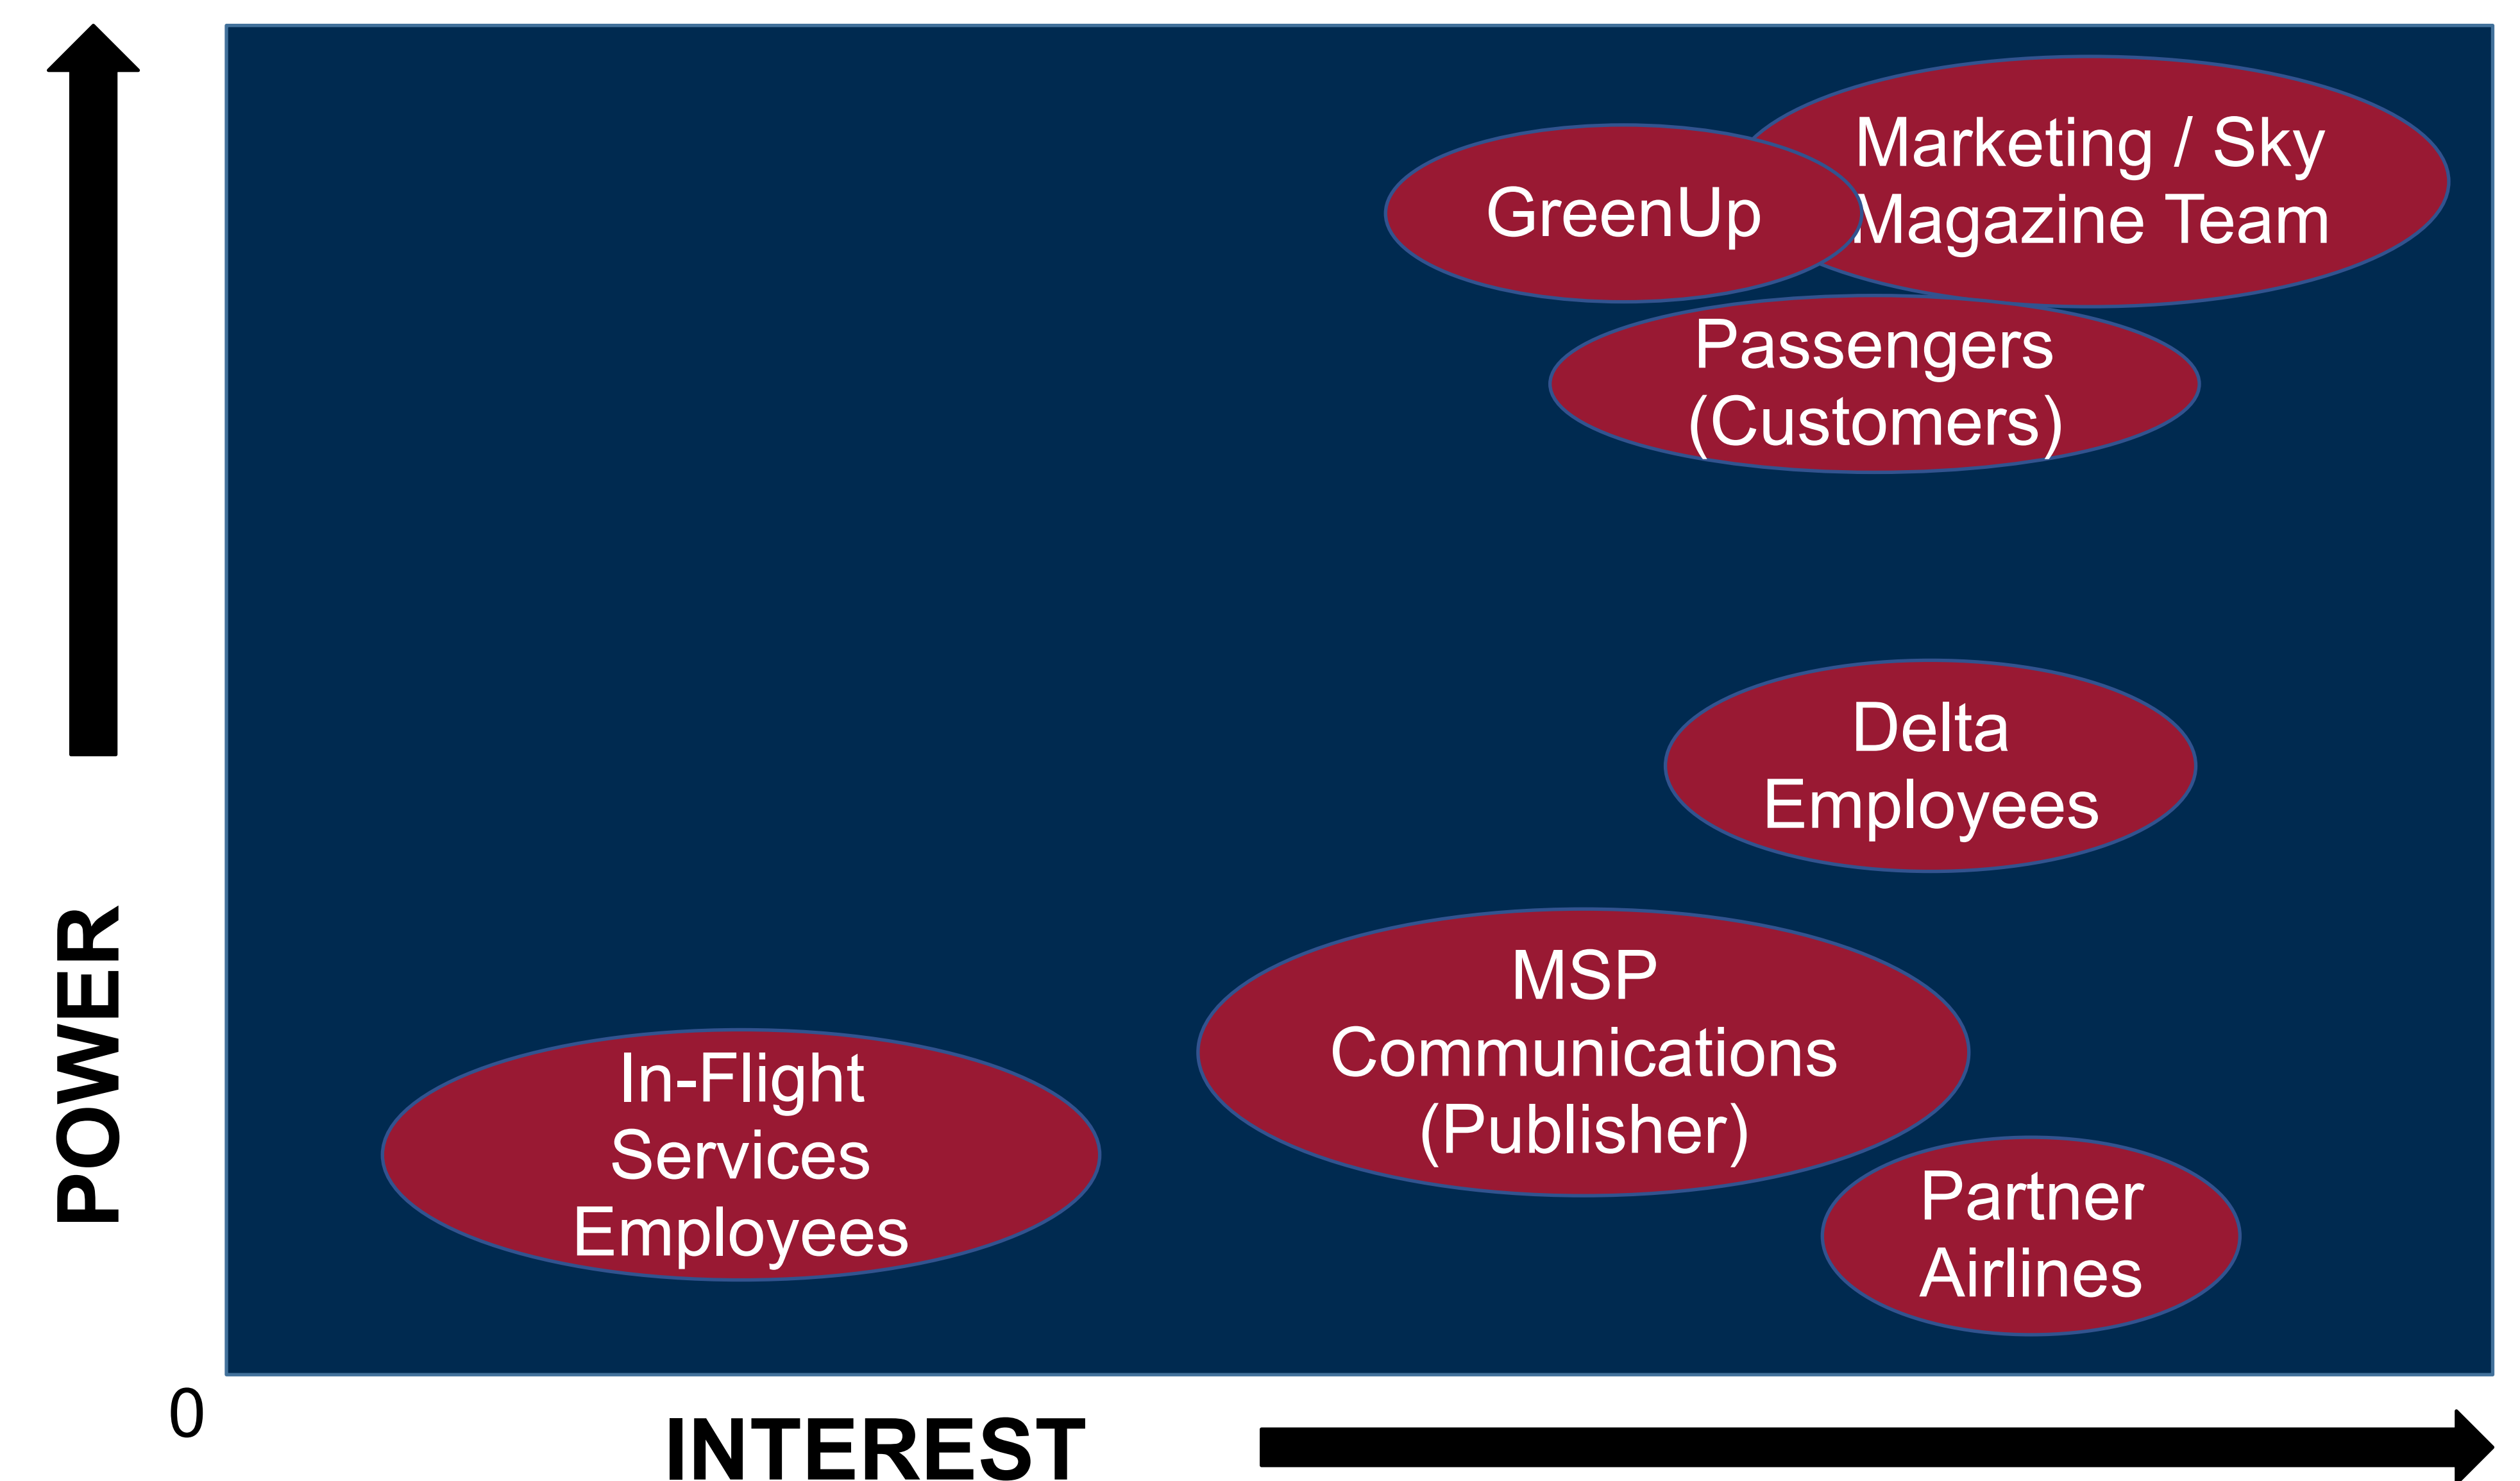 Marketing / Sky
Magazine Team
GreenUp
Passengers
(Customers)
Delta
Employees
MSP
Communications
(Publisher)
In-Flight
Services
Employees
Partner
Airlines
POWER
0
INTEREST